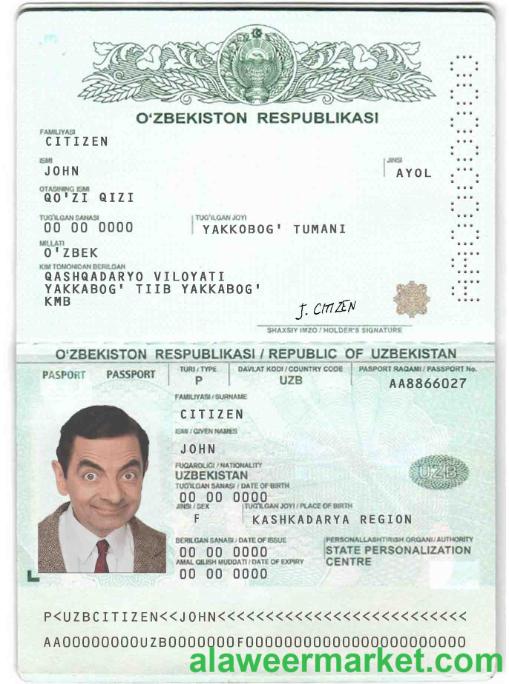 O'ZBEKISTON RESPUBLIKASI
FAMILIYASI
CITIZEN
ISMI JINSI
JOHN AYOL
OTASINING ISMI
QO'ZI QIZI
TUG'ILGAN SANASI TUG'ILGAN JOYI
00 00 0000 YAKKOBOG' TUMANI
MILLATI
O'ZBEK
KIM TOMONIDAN BERILGAN
QASHQADARYO VILOYATI
YAKKABOG' TIIB YAKKABOG'
KMB
J. CITIZEN
SHAXSIY IMZO / HOLDER'S SIGNATURE
O'ZBEKISTON RESPUBLIKASI / REPUBLIC OF UZBEKISTAN
PASPORT PASSPORT TURI / TYPE DAVLAT KODI / COUNTRY CODE PASPORT RAQAMI / PASSPORT No.
P UZB AA8866027
FAMILIYASI / SURNAME
CITIZEN
ISMI / GIVEN NAMES
JOHN
FUQAROLIGI / NATIONALITY
UZBEKISTAN UZB
TUG'ILGAN SANASI / DATE OF BIRTH
00 00 0000
JINSI / SEX TUG'ILGAN JOYI / PLACE OF BIRTH
F KASHKADARYA REGION
BERILGAN SANASI / DATE OF ISSUE PERSONALLASHTIRISH ORGANI / AUTHORITY
00 00 0000 STATE PERSONALIZATION
AMAL QILISH MUDDATI / DATE OF EXPIRY CENTRE
00 00 0000
P<UZBCITIZEN<<JOHN<<<<<<<<<<<<<<<<<<<<<<<<<<
AA00000000UZB0000000F00000000000000000000000
alaweermarket.com